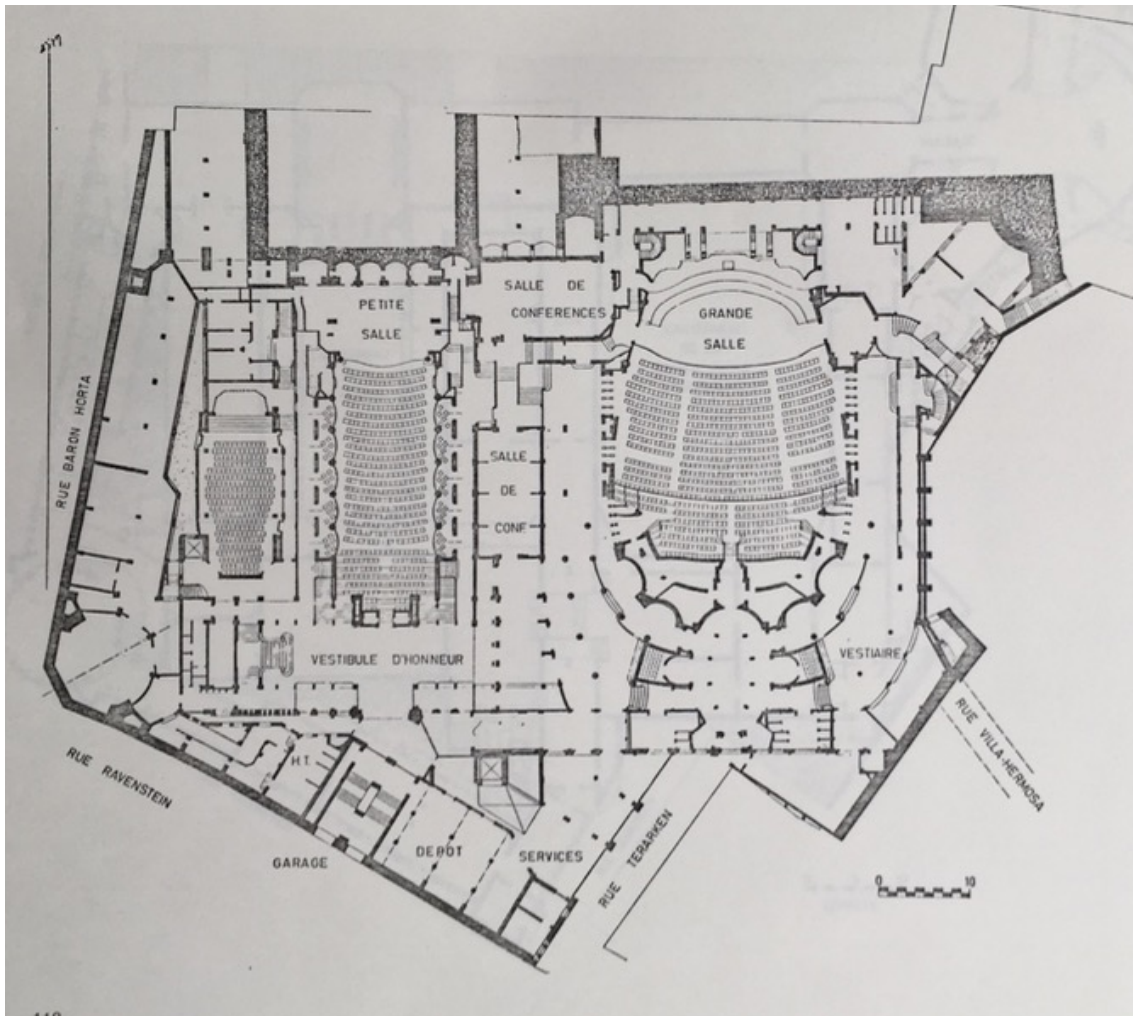 PETITE
SALLE
SALLE DE
CONFERENCES
GRANDE
SALLE
RUE BARON HORTA
SALLE
DE
CONF
VESTIBULE D'HONNEUR
VESTIAIRE
RUE VILLA-HERMOSA
RUE RAVENSTEIN
H.T.
GARAGE
DEPOT
SERVICES
RUE TERARKEN
0 10